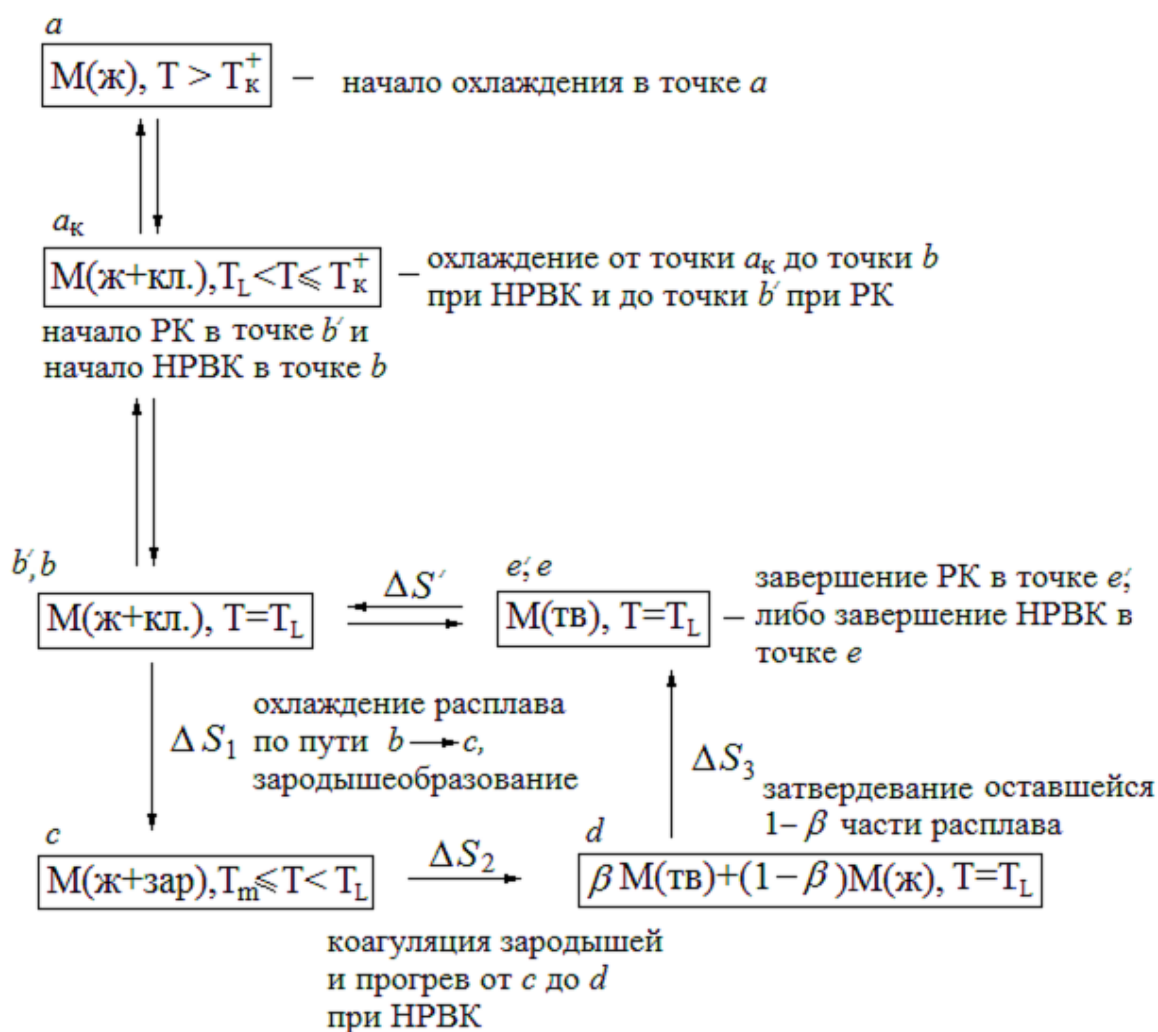 a
М(ж), T > Tк+ – начало охлаждения в точке a
aк
М(ж+кл.),TL<T⩽ Tк+ – охлаждение от точки aк до точки b
при НРВК и до точки b′ при РК
начало РК в точке b′ и
начало НРВК в точке b
b′,b
М(ж+кл.), T=TL
ΔS′
e′, e
М(тв), T=TL – завершение РК в точке e′,
либо завершение НРВК в
точке e
ΔS1
охлаждение расплава
по пути b → c,
зародышеобразование
ΔS3
затвердевание оставшейся
1–β части расплава
c
М(ж+зар),Tm⩽T< TL
ΔS2
d
βМ(тв)+(1–β)М(ж), T=TL
коагуляция зародышей
и прогрев от c до d
при НРВК